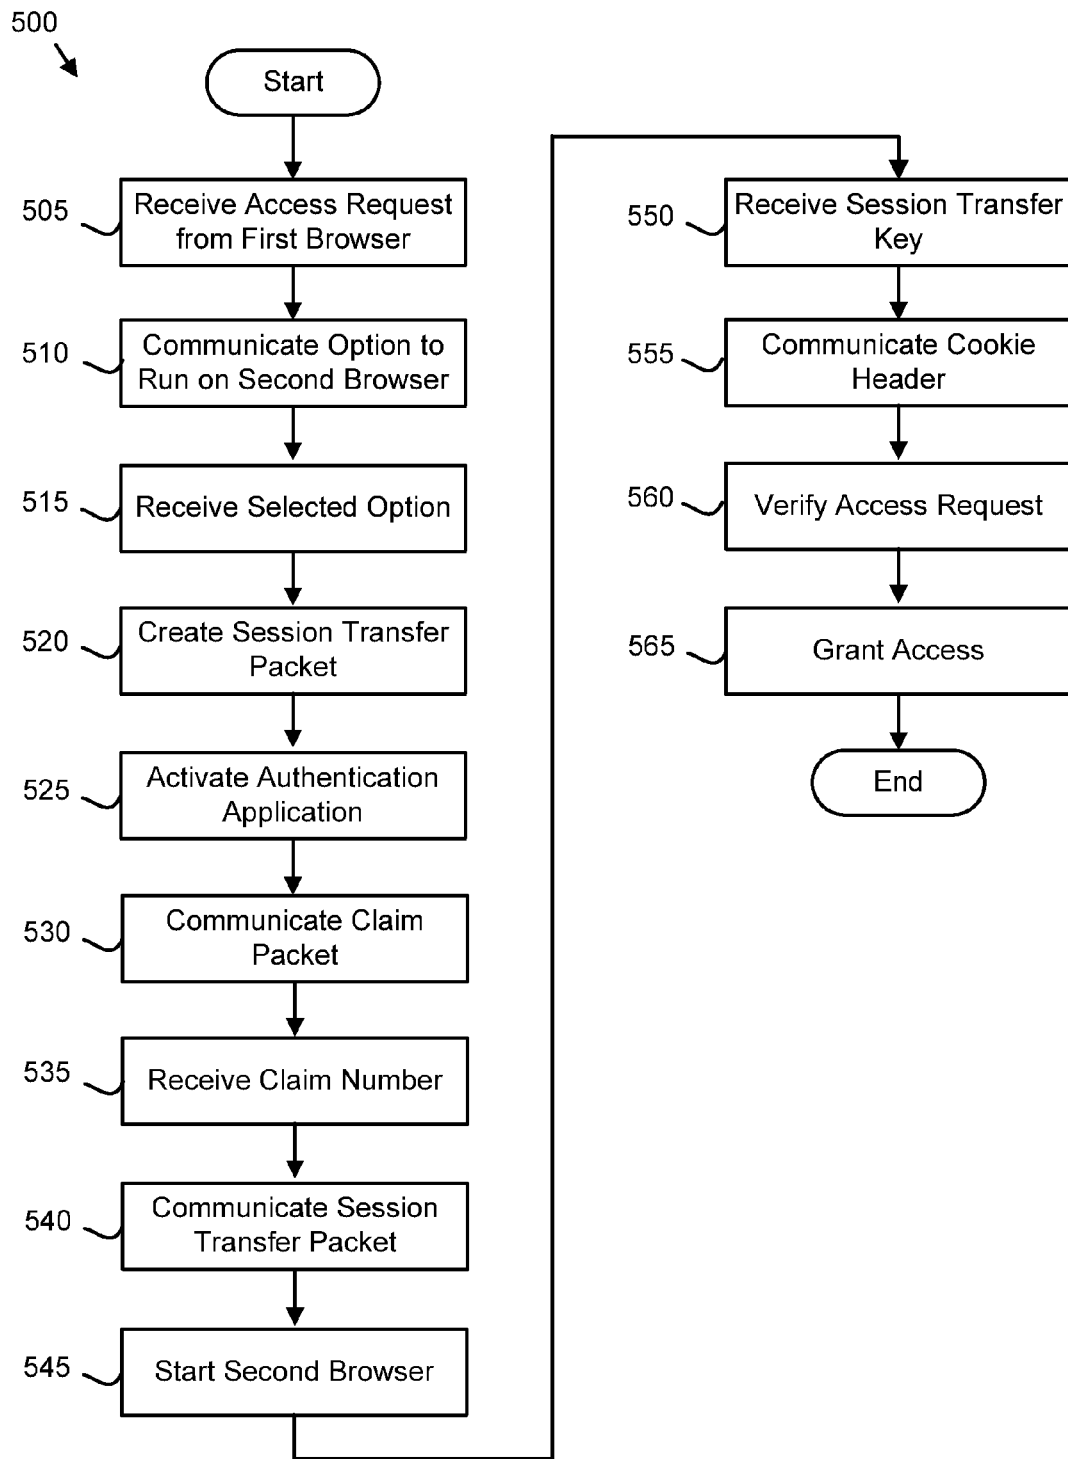 500
Start
505
Receive Access Request
from First Browser
510
Communicate Option to
Run on Second Browser
515
Receive Selected Option
520
Create Session Transfer
Packet
525
Activate Authentication
Application
530
Communicate Claim
Packet
535
Receive Claim Number
540
Communicate Session
Transfer Packet
545
Start Second Browser
550
Receive Session Transfer
Key
555
Communicate Cookie
Header
560
Verify Access Request
565
Grant Access
End